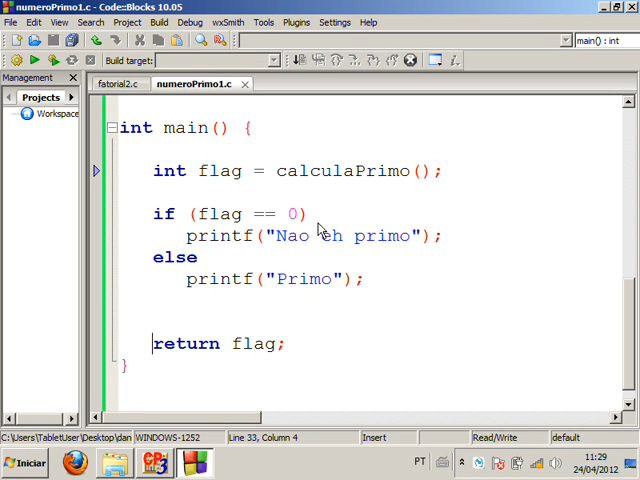 numeroPrimo1.c - Code::Blocks 10.05
File View Search Project Build Debug wxSmith Tools Plugins Settings Help
main() : int
Build target:
Management
fatorial2.c numeroPrimo1.c
Projects
Workspace
int main() {
int flag = calculaPrimo();
if (flag == 0)
printf("Nao eh primo");
else
printf("Primo");
return flag;
}
C:\Users\TabletUser\Desktop\dan WINDOWS-1252 Line 33, Column 4 Insert Read/Write default
Iniciar PT 11:29
24/04/2012